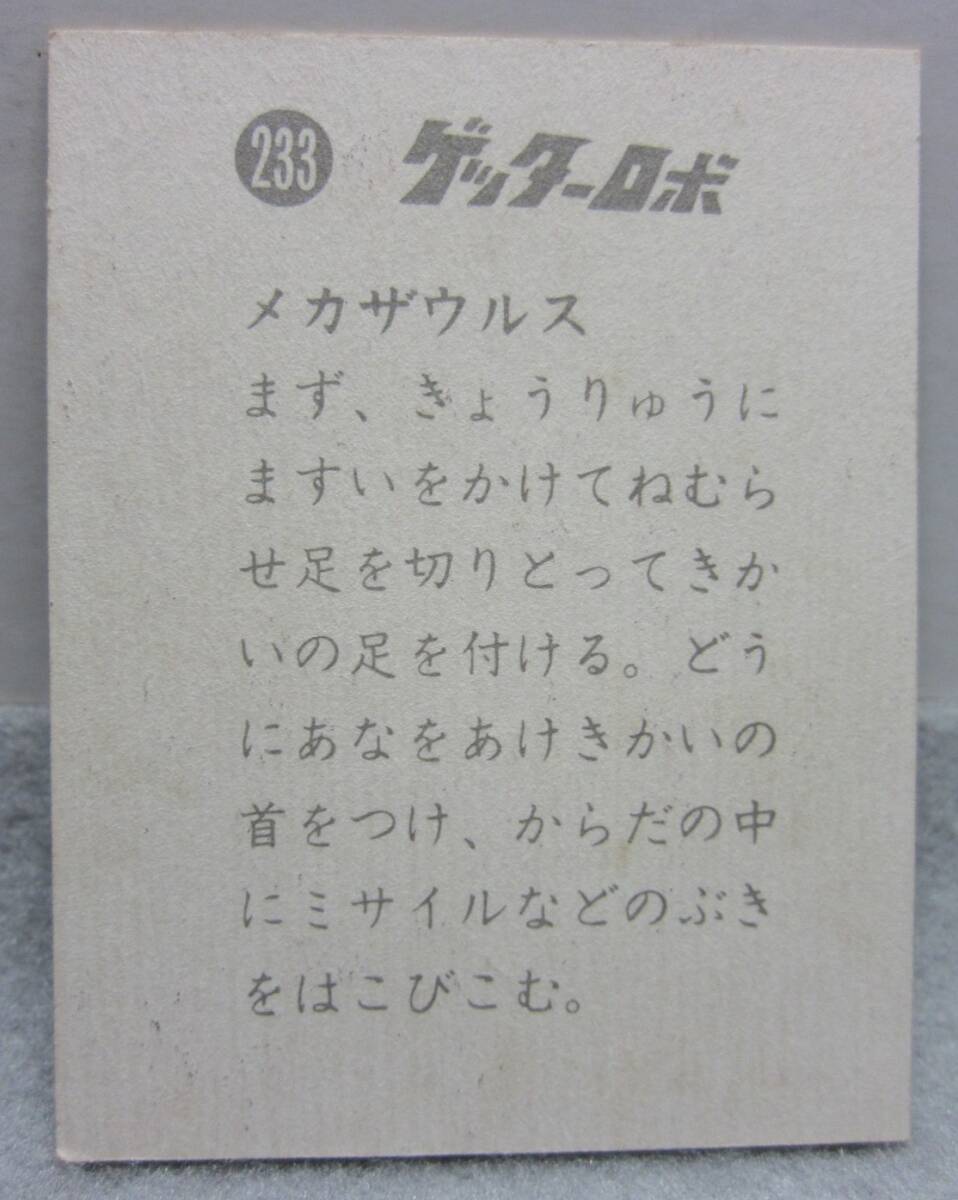 233 ゲッターロボ
メカザウルス
まず、きょうりゅうに
ますいをかけてねむら
せ足を切りとってきか
いの足を付ける。どう
にあなをあけきかいの
首をつけ、からだの中
にミサイルなどのぶき
をはこびこむ。